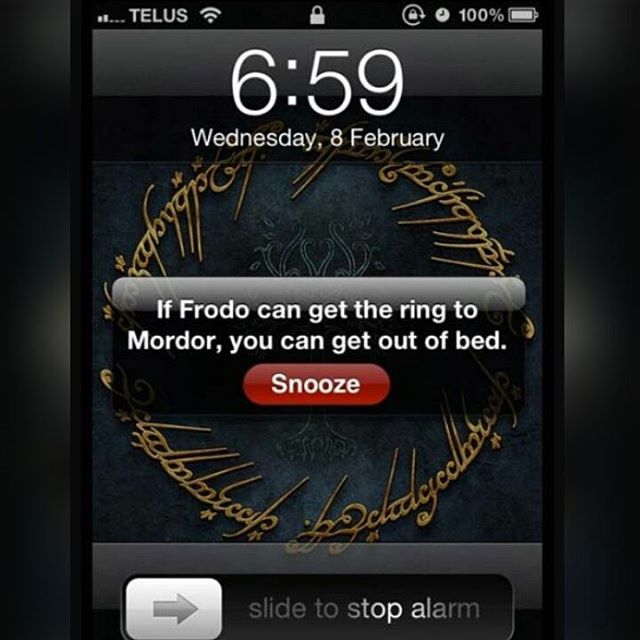 TELUS 100%
6:59
Wednesday, 8 February
If Frodo can get the ring to
Mordor, you can get out of bed.
Snooze
slide to stop alarm